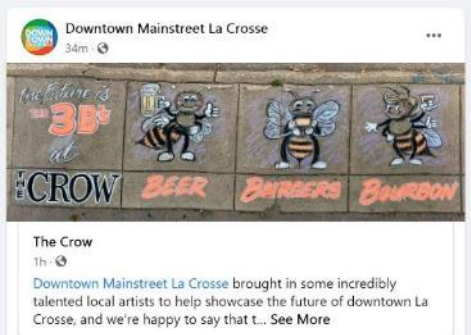 DOWN
TOWN
Downtown Mainstreet La Crosse
34m ·
the future is
THE 3B's
at
THE CROW
BEER
BURGERS
BOURBON
The Crow
1h ·
Downtown Mainstreet La Crosse brought in some incredibly
talented local artists to help showcase the future of downtown La
Crosse, and we're happy to say that t... See More